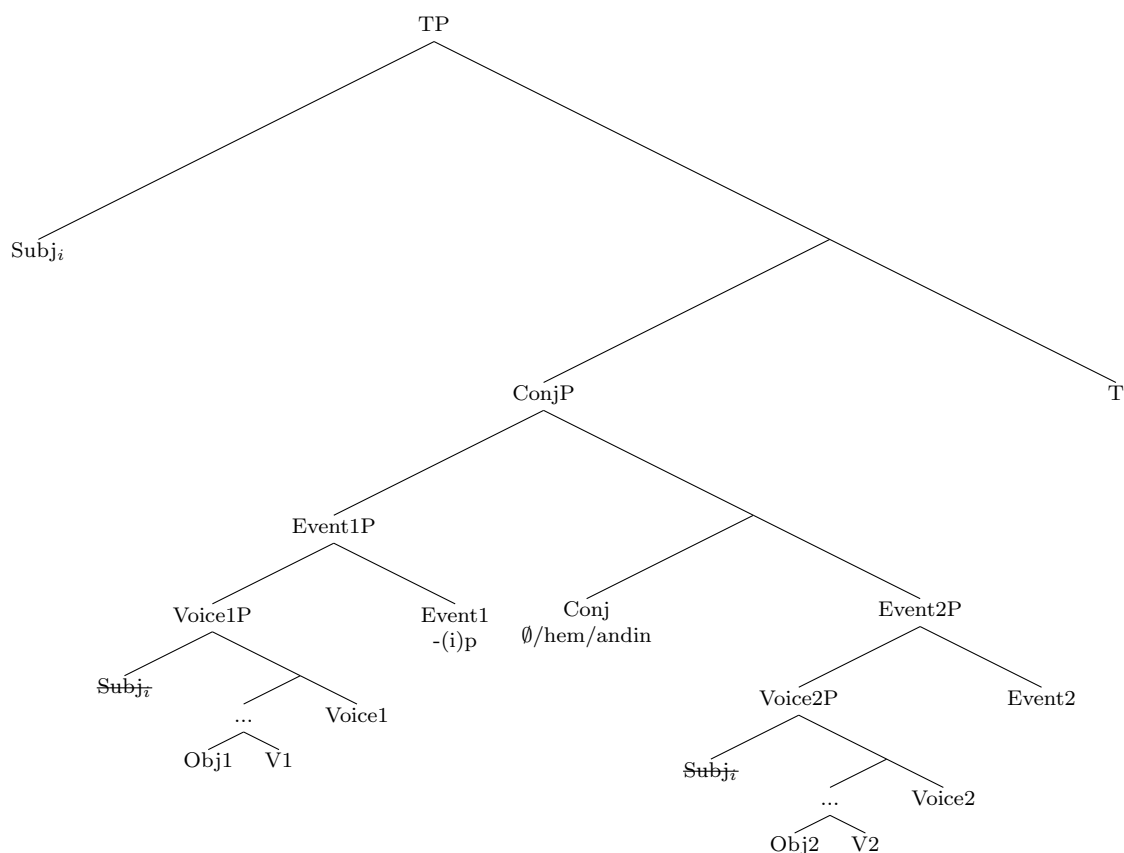 TP
Subj_i
T
ConjP
Event1P
Voice1P
Event1
-(i)p
Conj
∅/hem/andin
Event2P
Subj_i
Voice2P
Event2
...
Voice1
Obj1 V1
Subj_i
...
Voice2
Obj2 V2